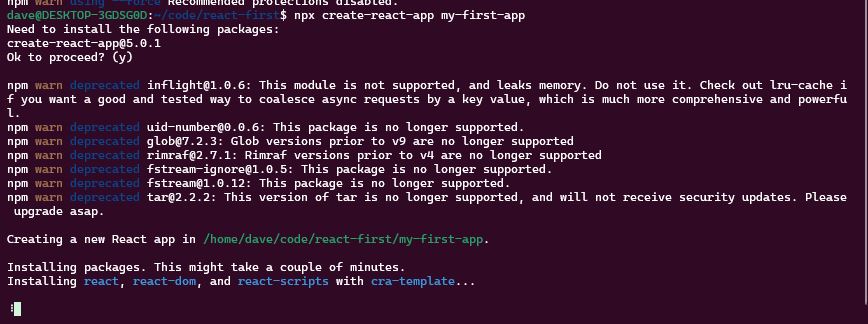 npm warn using --force Recommended protections disabled.
dave@DESKTOP-3GDSG0D:~/code/react-first$ npx create-react-app my-first-app
Need to install the following packages:
create-react-app@5.0.1
Ok to proceed? (y)
npm warn deprecated inflight@1.0.6: This module is not supported, and leaks memory. Do not use it. Check out lru-cache i
f you want a good and tested way to coalesce async requests by a key value, which is much more comprehensive and powerfu
l.
npm warn deprecated uid-number@0.0.6: This package is no longer supported.
npm warn deprecated glob@7.2.3: Glob versions prior to v9 are no longer supported
npm warn deprecated rimraf@2.7.1: Rimraf versions prior to v4 are no longer supported
npm warn deprecated fstream-ignore@1.0.5: This package is no longer supported.
npm warn deprecated fstream@1.0.12: This package is no longer supported.
npm warn deprecated tar@2.2.2: This version of tar is no longer supported, and will not receive security updates. Please
 upgrade asap.
Creating a new React app in /home/dave/code/react-first/my-first-app.
Installing packages. This might take a couple of minutes.
Installing react, react-dom, and react-scripts with cra-template...